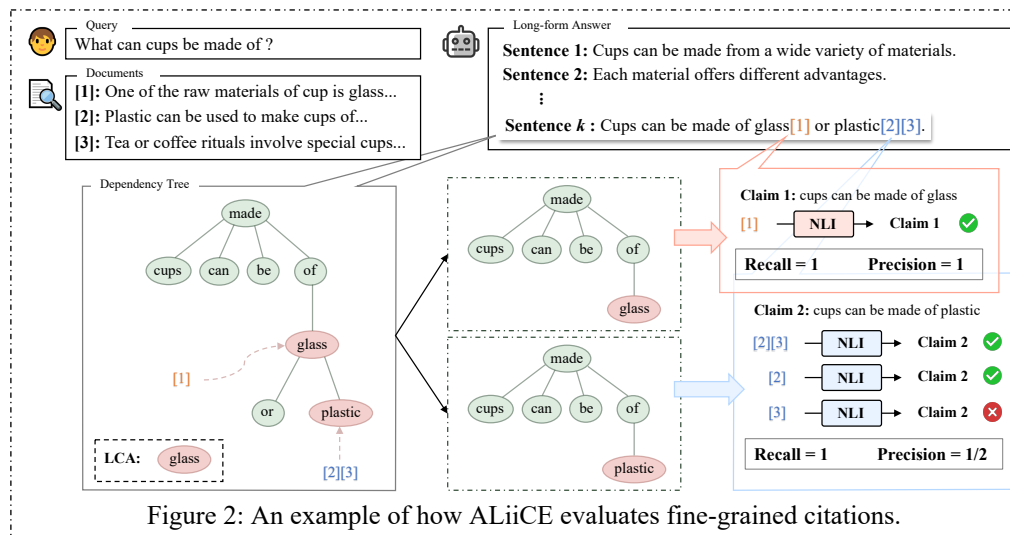 Query
What can cups be made of ?
Documents
[1]: One of the raw materials of cup is glass...
[2]: Plastic can be used to make cups of...
[3]: Tea or coffee rituals involve special cups...
Long-form Answer
Sentence 1: Cups can be made from a wide variety of materials.
Sentence 2: Each material offers different advantages.
⋮
Sentence k : Cups can be made of glass[1] or plastic[2][3].
Dependency Tree
made
cups can be of
glass
[1]
or plastic
LCA: glass
[2][3]
made
cups can be of
glass
made
cups can be of
plastic
Claim 1: cups can be made of glass
[1] NLI Claim 1
Recall = 1 Precision = 1
Claim 2: cups can be made of plastic
[2][3] NLI Claim 2
[2] NLI Claim 2
[3] NLI Claim 2
Recall = 1 Precision = 1/2
Figure 2: An example of how ALiiCE evaluates fine-grained citations.